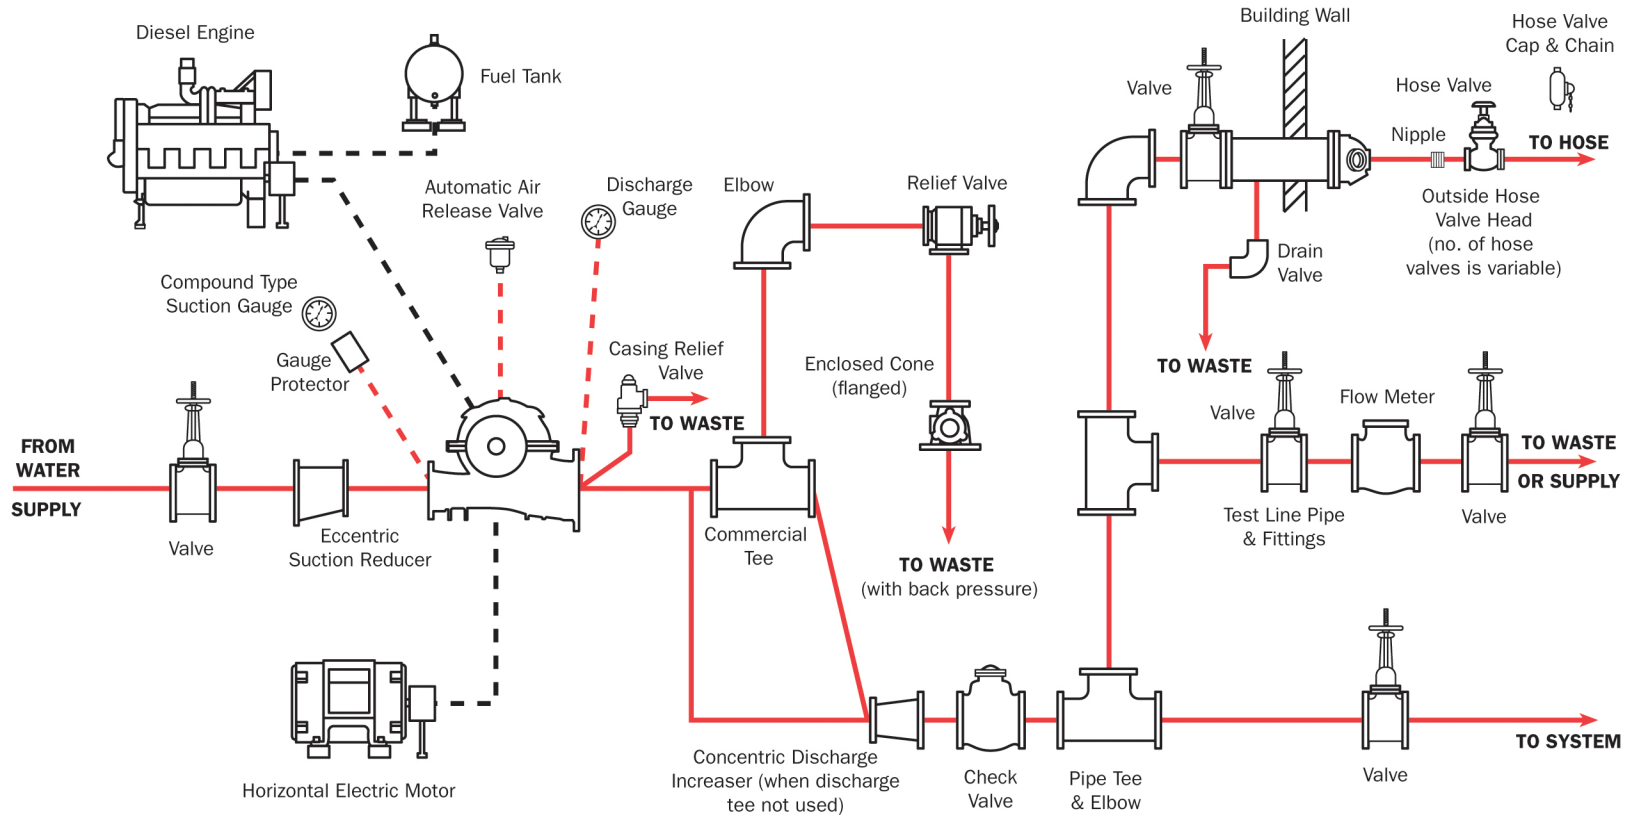 Diesel Engine
Fuel Tank
Building Wall
Hose Valve
Cap & Chain
Valve
Hose Valve
Nipple
TO HOSE
Automatic Air
Release Valve
Discharge
Gauge
Elbow
Relief Valve
Outside Hose
Valve Head
(no. of hose
valves is variable)
Drain
Valve
Compound Type
Suction Gauge
Gauge
Protector
Casing Relief
Valve
TO WASTE
Enclosed Cone
(flanged)
TO WASTE
Valve
Flow Meter
FROM
WATER
SUPPLY
TO WASTE
OR SUPPLY
Valve
Eccentric
Suction Reducer
Commercial
Tee
Test Line Pipe
& Fittings
Valve
TO WASTE
(with back pressure)
Horizontal Electric Motor
Concentric Discharge
Increaser (when discharge
tee not used)
Check
Valve
Pipe Tee
& Elbow
Valve
TO SYSTEM